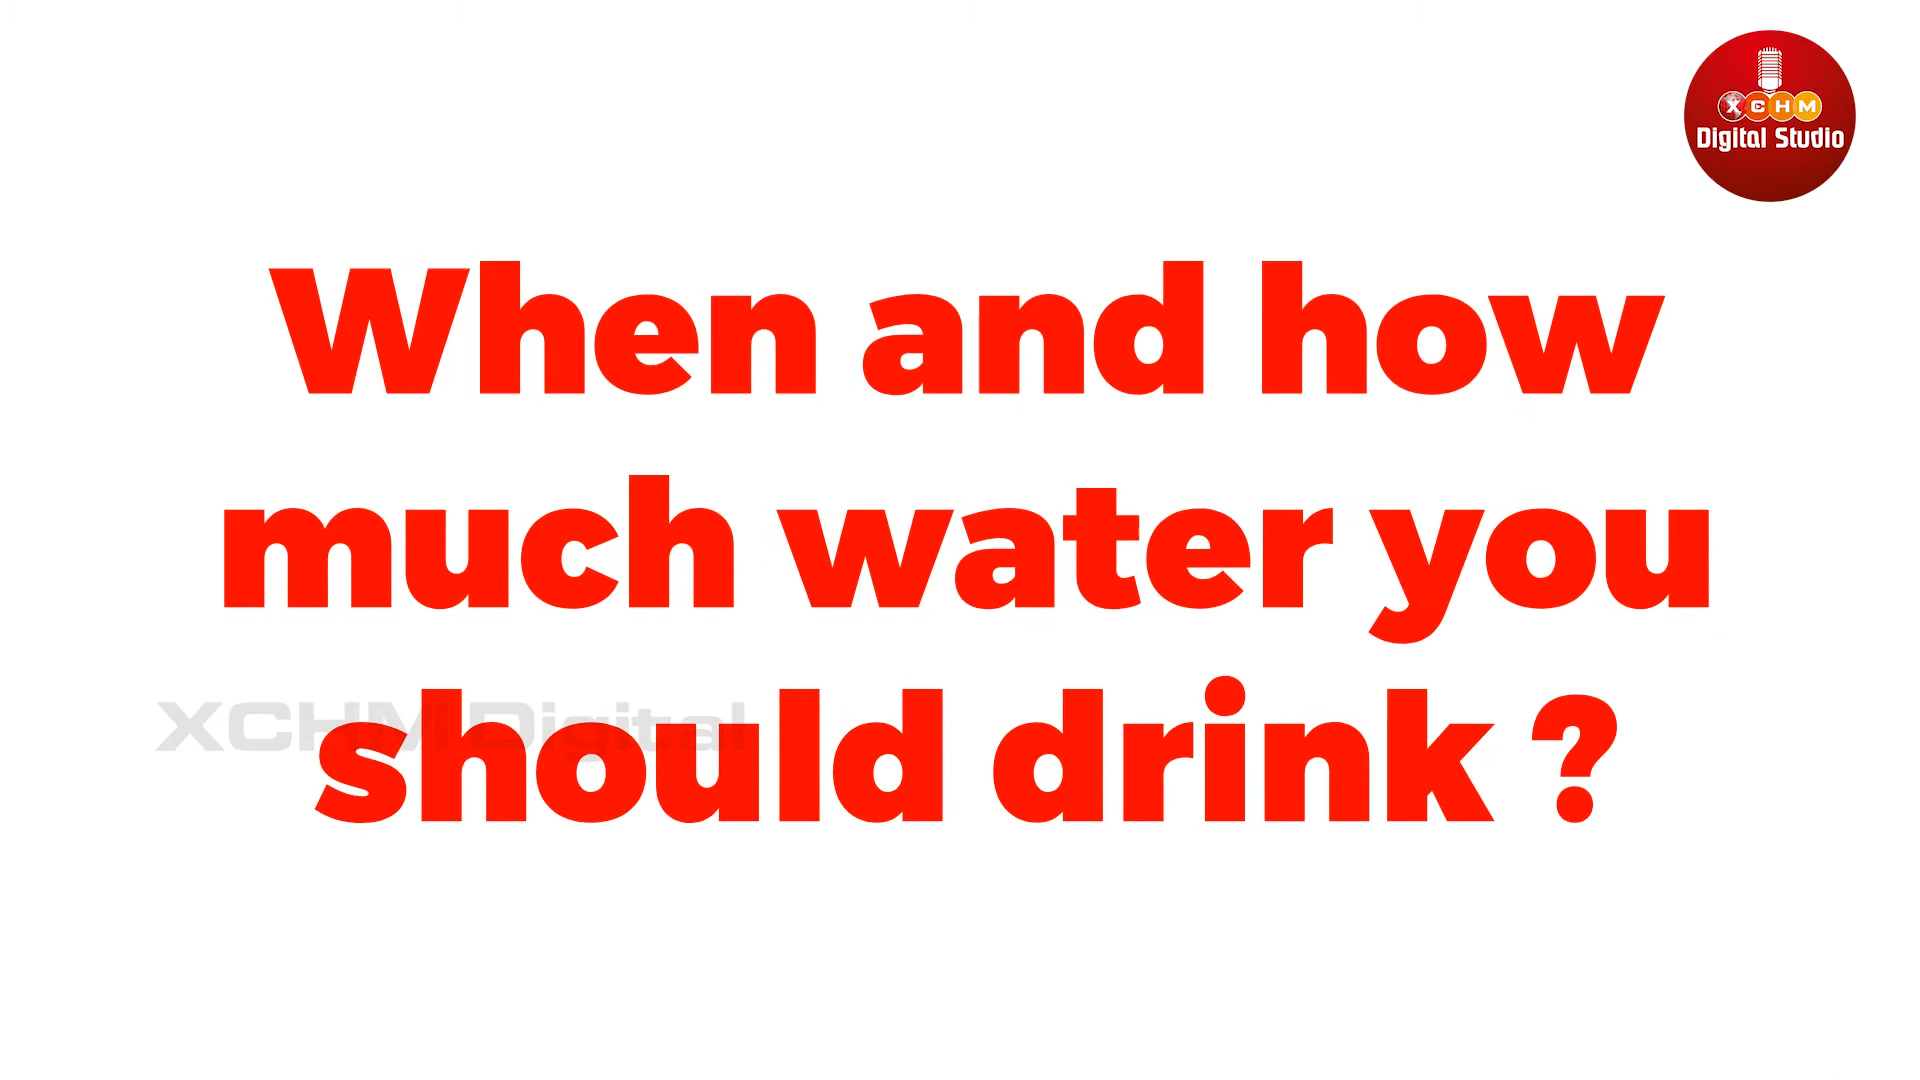 XCHM
Digital Studio
When and how
much water you
should drink ?
XCHM Digital